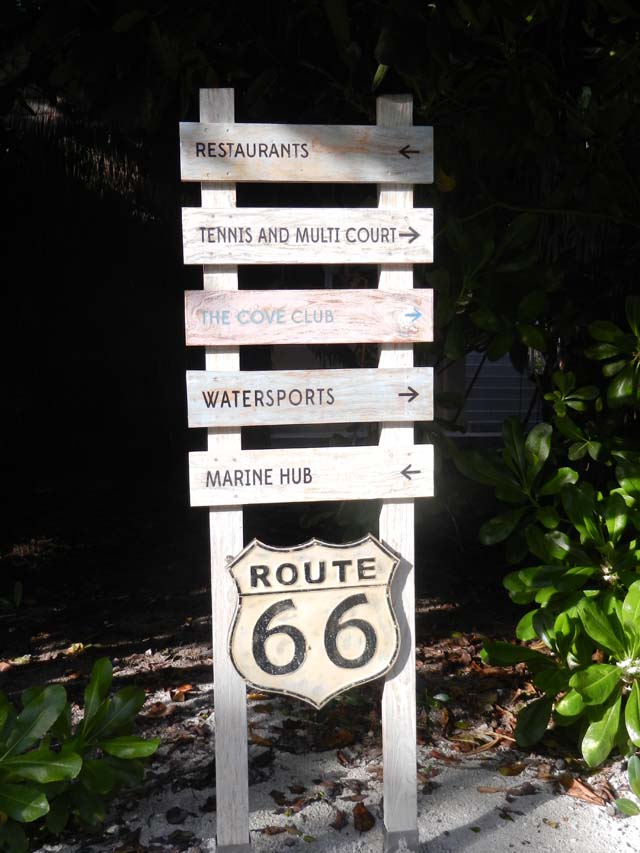 RESTAURANTS ←
TENNIS AND MULTI COURT →
THE COVE CLUB →
WATERSPORTS →
MARINE HUB ←
ROUTE
66